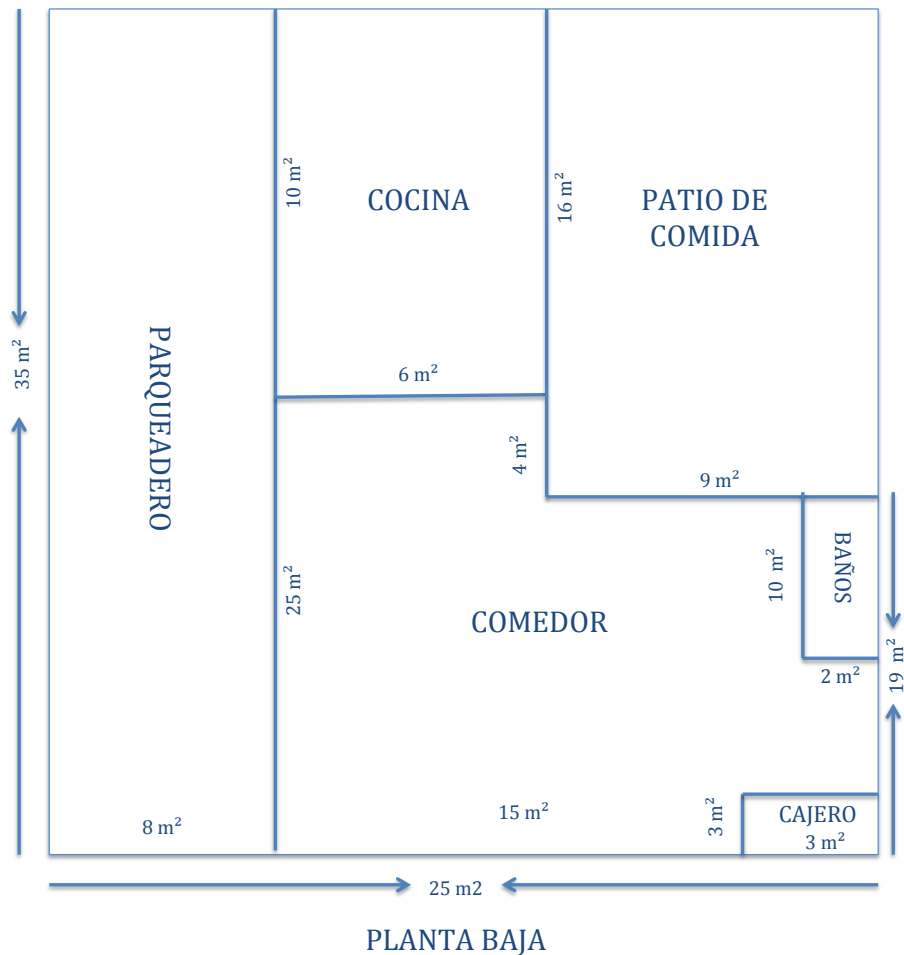 10 m²
COCINA
16 m²
PATIO DE
COMIDA
35 m²
PARQUEADERO
6 m²
4 m²
9 m²
25 m²
COMEDOR
10 m²
BAÑOS
2 m²
19 m²
8 m²
15 m²
3 m²
CAJERO
3 m²
25 m2
PLANTA BAJA